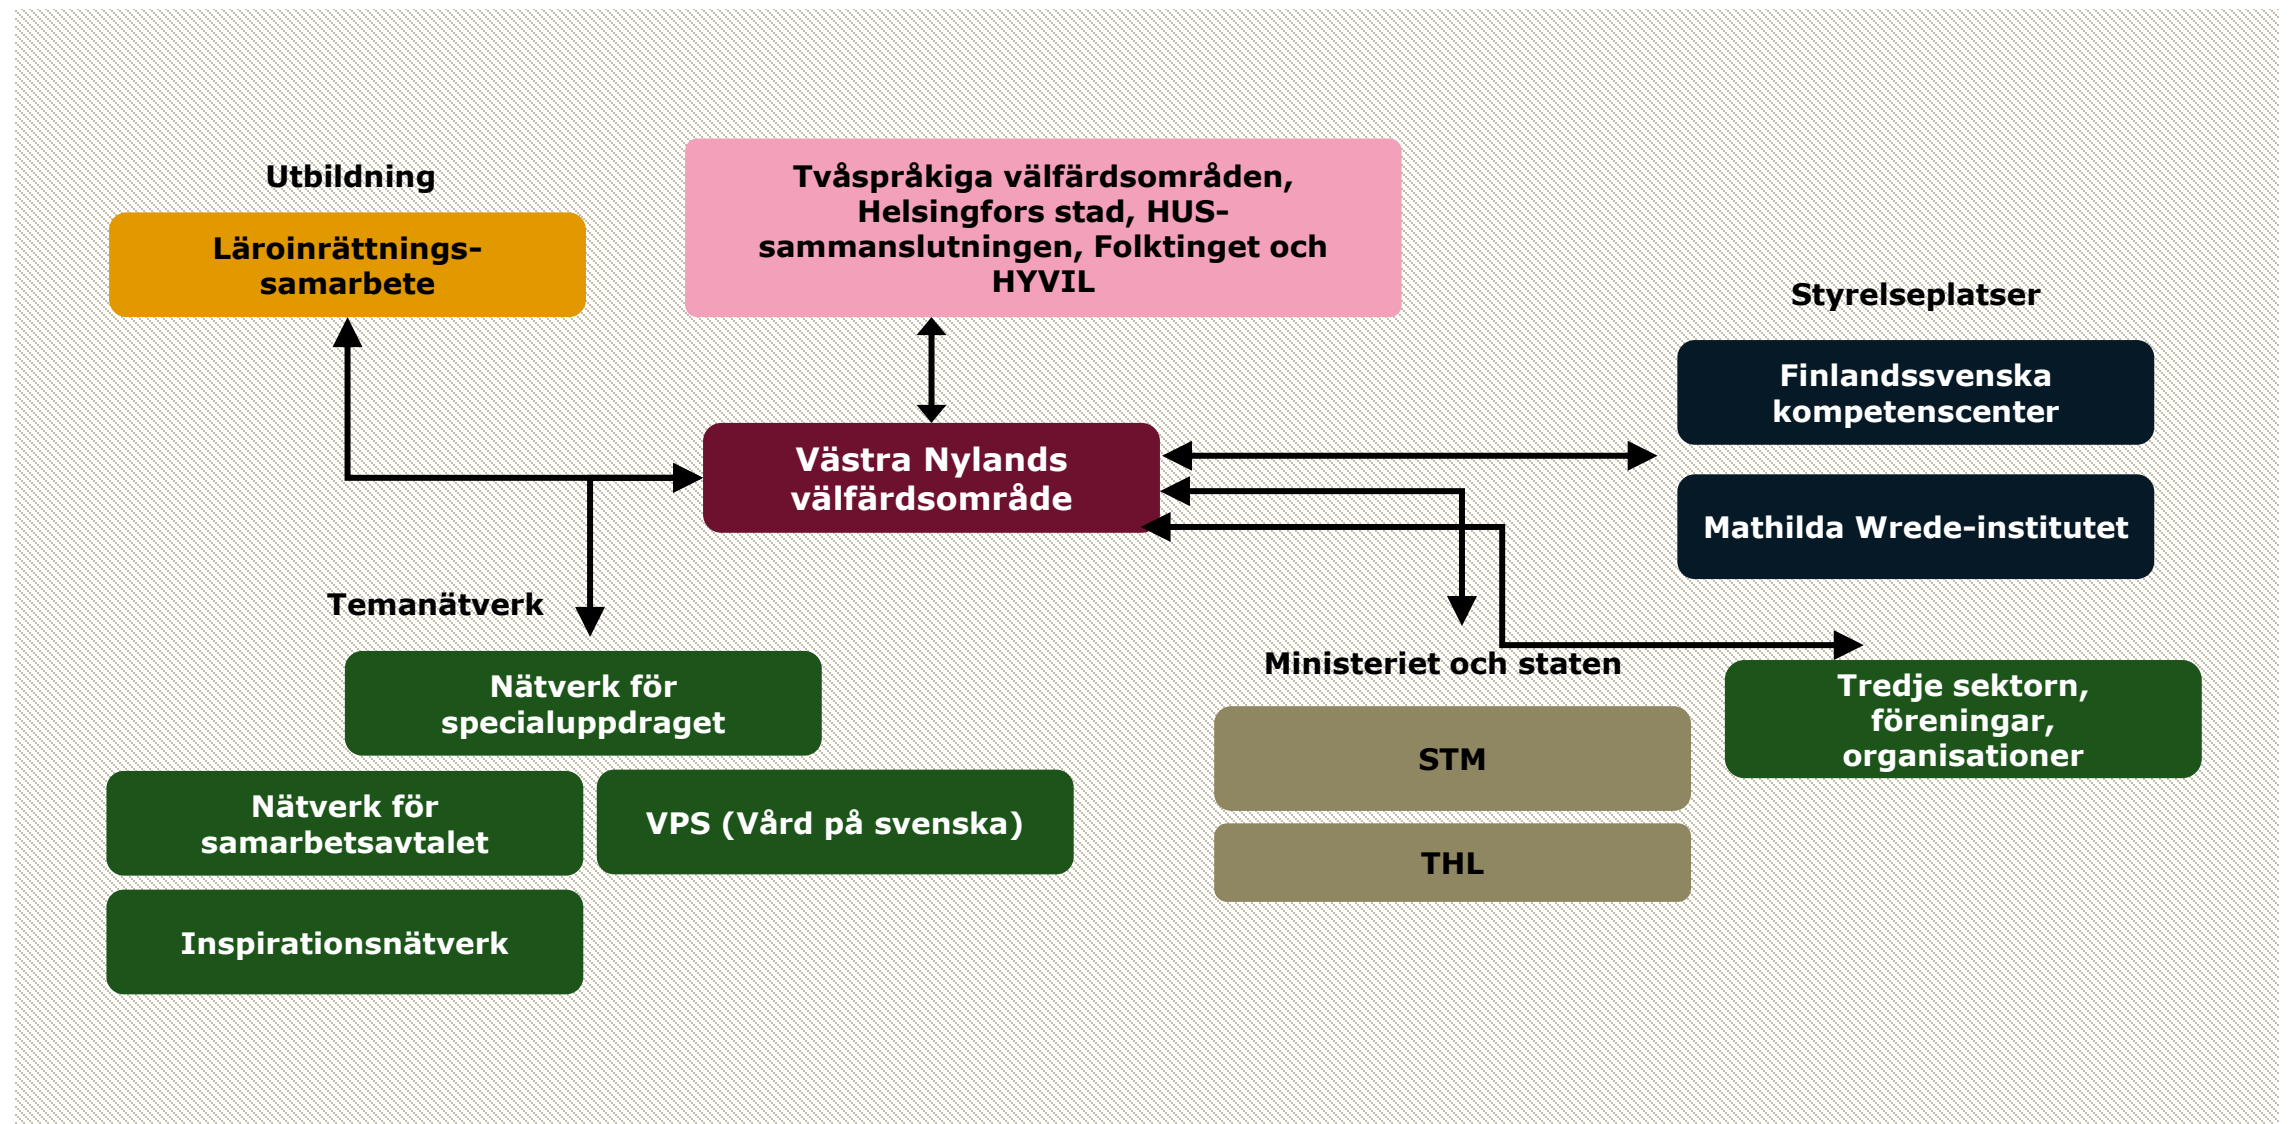 Utbildning
Läroinrättnings-
samarbete
Tvåspråkiga välfärdsområden,
Helsingfors stad, HUS-
sammanslutningen, Folktinget och
HYVIL
Styrelseplatser
Finlandssvenska
kompetenscenter
Mathilda Wrede-institutet
Västra Nylands
välfärdsområde
Temanätverk
Nätverk för
specialuppdraget
Nätverk för
samarbetsavtalet
VPS (Vård på svenska)
Inspirationsnätverk
Ministeriet och staten
STM
THL
Tredje sektorn,
föreningar,
organisationer